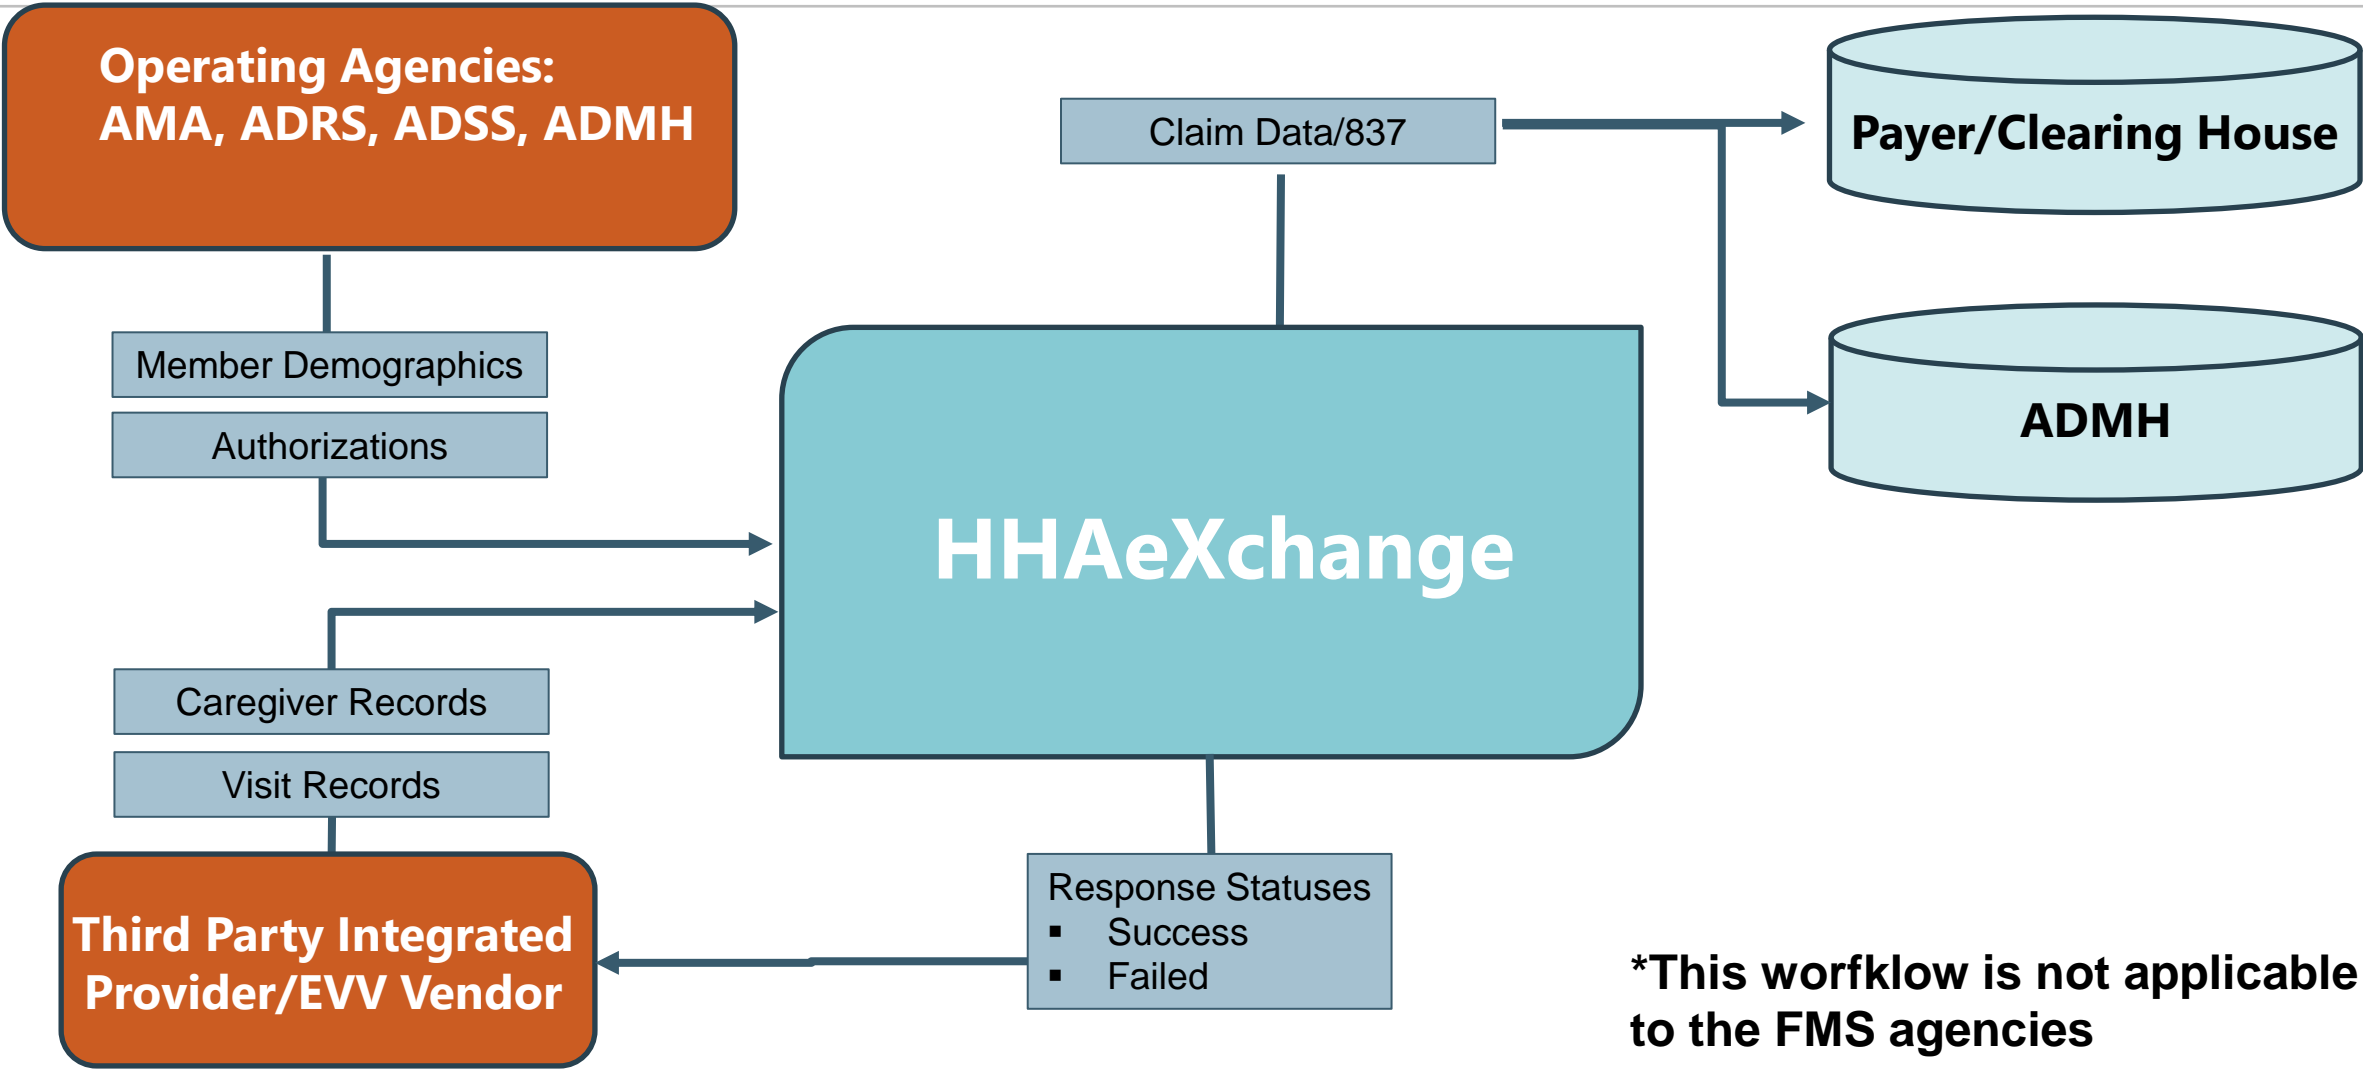 Operating Agencies:
AMA, ADRS, ADSS, ADMH
Claim Data/837
Payer/Clearing House
Member Demographics
Authorizations
ADMH
HHAeXchange
Caregiver Records
Visit Records
Third Party Integrated
Provider/EVV Vendor
Response Statuses
▪ Success
▪ Failed
*This worfklow is not applicable
to the FMS agencies